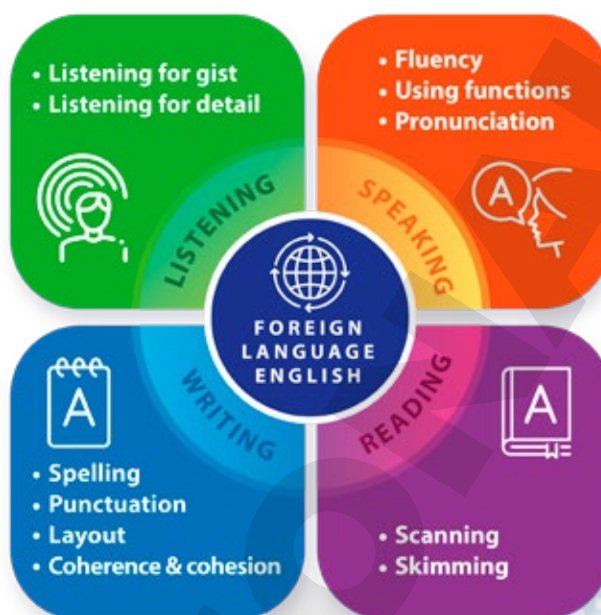 • Listening for gist
• Listening for detail
LISTENING
• Fluency
• Using functions
• Pronunciation
A
SPEAKING
FOREIGN
LANGUAGE
ENGLISH
A
WRITING
• Spelling
• Punctuation
• Layout
• Coherence & cohesion
READING
A
• Scanning
• Skimming